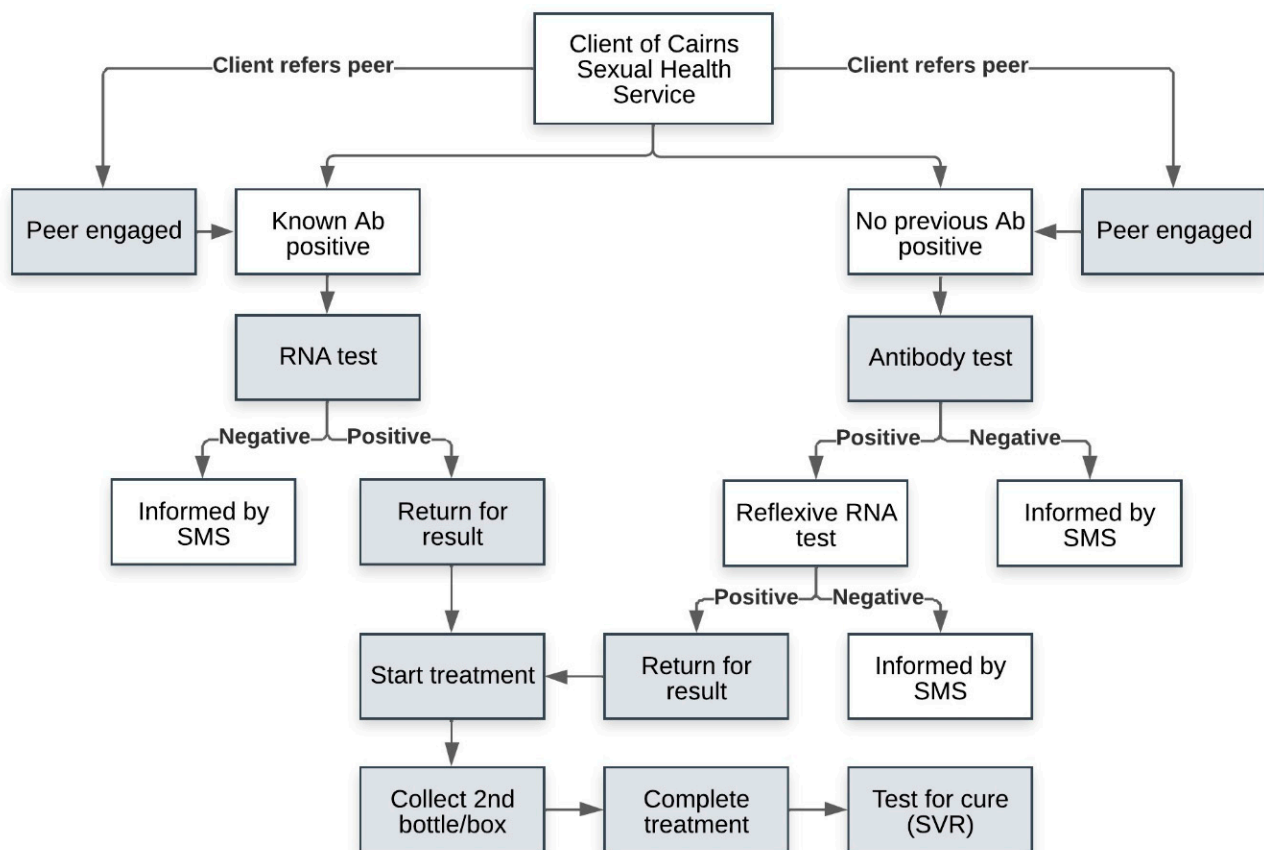 Client of Cairns
Sexual Health
Service
Client refers peer
Client refers peer
Peer engaged
Known Ab
positive
No previous Ab
positive
Peer engaged
RNA test
Antibody test
Negative
Positive
Positive
Negative
Informed by
SMS
Return for
result
Reflexive RNA
test
Informed by
SMS
Positive
Negative
Start treatment
Return for
result
Informed by
SMS
Collect 2nd
bottle/box
Complete
treatment
Test for cure
(SVR)